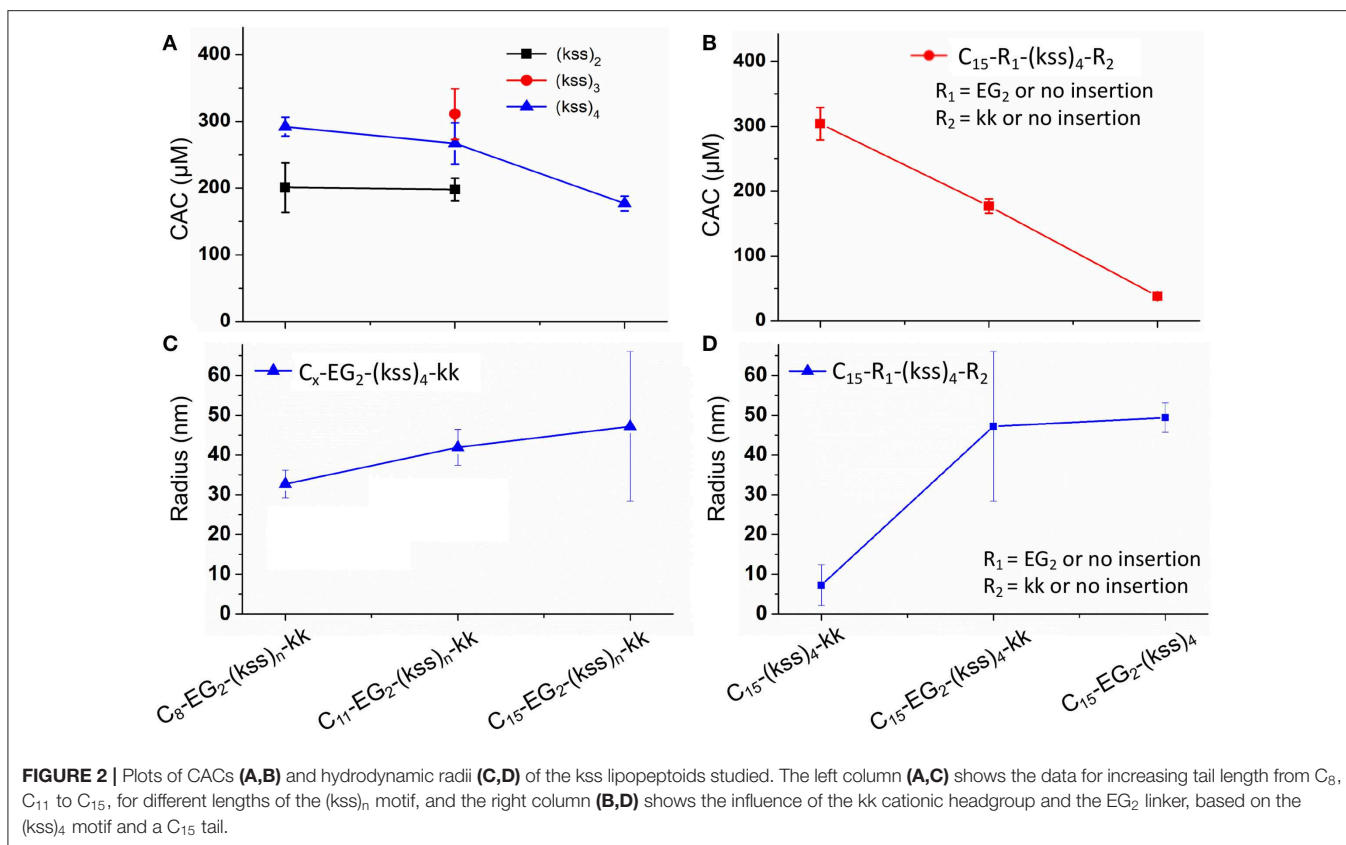 A
400
300
200
100
0
CAC (µM)
(kss)₂
(kss)₃
(kss)₄
B
400
300
200
100
0
CAC (µM)
C₁₅-R₁-(kss)₄-R₂
R₁ = EG₂ or no insertion
R₂ = kk or no insertion
C
60
50
40
30
20
10
0
Radius (nm)
Cₓ-EG₂-(kss)₄-kk
C₈-EG₂-(kss)ₙ-kk
C₁₁-EG₂-(kss)ₙ-kk
C₁₅-EG₂-(kss)ₙ-kk
D
60
50
40
30
20
10
0
Radius (nm)
C₁₅-R₁-(kss)₄-R₂
R₁ = EG₂ or no insertion
R₂ = kk or no insertion
C₁₅-(kss)₄-kk
C₁₅-EG₂-(kss)₄-kk
C₁₅-EG₂-(kss)₄
FIGURE 2 | Plots of CACs (A,B) and hydrodynamic radii (C,D) of the kss lipopeptoids studied. The left column (A,C) shows the data for increasing tail length from C₈,
C₁₁ to C₁₅, for different lengths of the (kss)ₙ motif, and the right column (B,D) shows the influence of the kk cationic headgroup and the EG₂ linker, based on the
(kss)₄ motif and a C₁₅ tail.